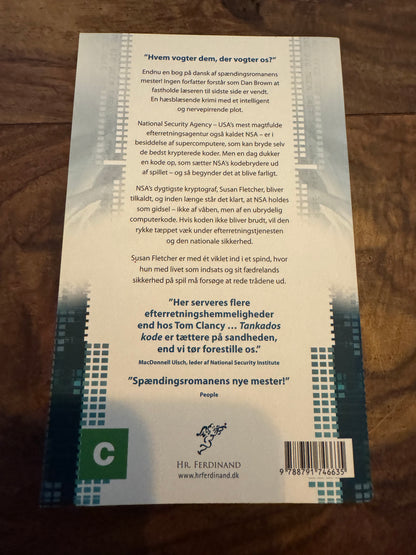 "Hvem vogter dem, der vogter os?"
Endnu en bog på dansk af spændingsromanens
mester! Ingen forfatter forstår som Dan Brown at
fastholde læseren til sidste side er vendt.
En hæsblæsende krimi med et intelligent
og nervepirrende plot.
National Security Agency – USA's mest magtfulde
efterretningsagentur også kaldet NSA – er i
besiddelse af supercomputere, som kan bryde selv
de bedst krypterede koder. Men en dag dukker
en kode op, som sætter NSA's kodebrydere ud
af spillet – og så begynder det at blive farligt.
NSA's dygtigste kryptograf, Susan Fletcher, bliver
tilkaldt, og inden længe står det klart, at NSA holdes
som gidsel – ikke af våben, men af en ubrydelig
computerkode. Hvis koden ikke bliver brudt, vil den
rykke tæppet væk under efterretningstjenesten
og den nationale sikkerhed.
Susan Fletcher er med ét viklet ind i et spind, hvor
hun med livet som indsats og sit fædrelands
sikkerhed på spil må forsøge at rede trådene ud.
"Her serveres flere
efterretningshemmeligheder
end hos Tom Clancy ... Tankados
kode er tættere på sandheden,
end vi tør forestille os."
MacDonnell Ulsch, leder af National Security Institute
"Spændingsromanens nye mester!"
People
C
HR. FERDINAND
www.hrferdinand.dk
9 788791 746635